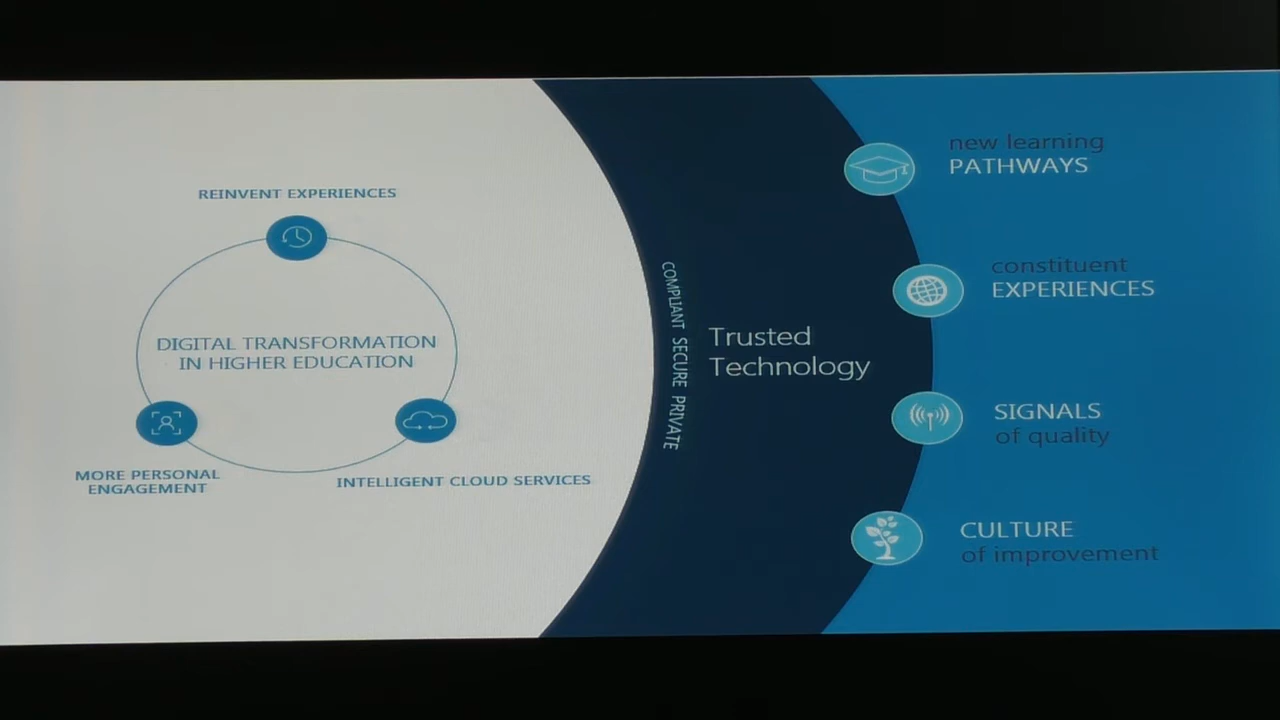 REINVENT EXPERIENCES
DIGITAL TRANSFORMATION
IN HIGHER EDUCATION
MORE PERSONAL
ENGAGEMENT
INTELLIGENT CLOUD SERVICES
COMPLIANT SECURE PRIVATE
Trusted
Technology
new learning
PATHWAYS
constituent
EXPERIENCES
SIGNALS
of quality
CULTURE
of improvement